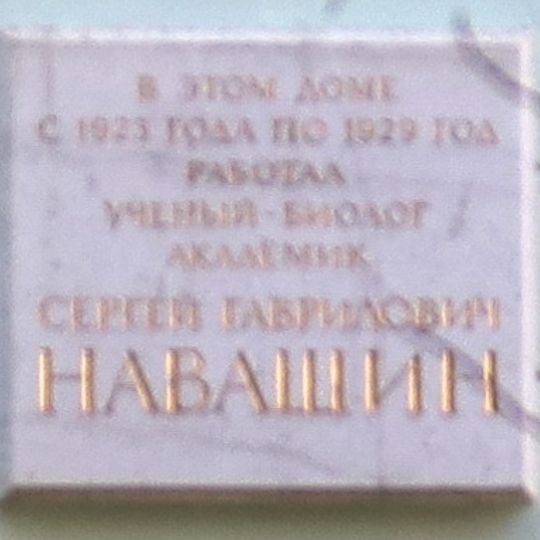 В ЭТОМ ДОМЕ
С 1923 ГОДА ПО 1929 ГОД
РАБОТАЛ
УЧЕНЫЙ-БИОЛОГ
АКАДЕМИК
СЕРГЕЙ ГАВРИЛОВИЧ
НАВАШИН